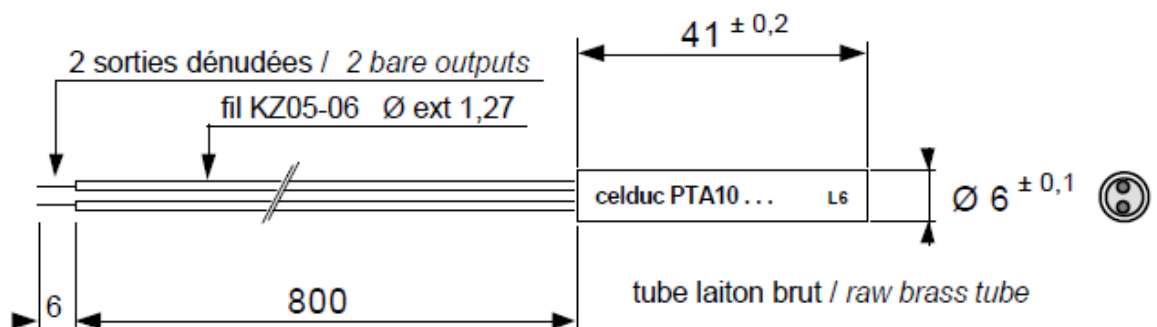 41 ± 0,2
2 sorties dénudées / 2 bare outputs
fil KZ05-06 Ø ext 1,27
celduc PTA10 . . . L6
Ø 6 ± 0,1
6
800
tube laiton brut / raw brass tube